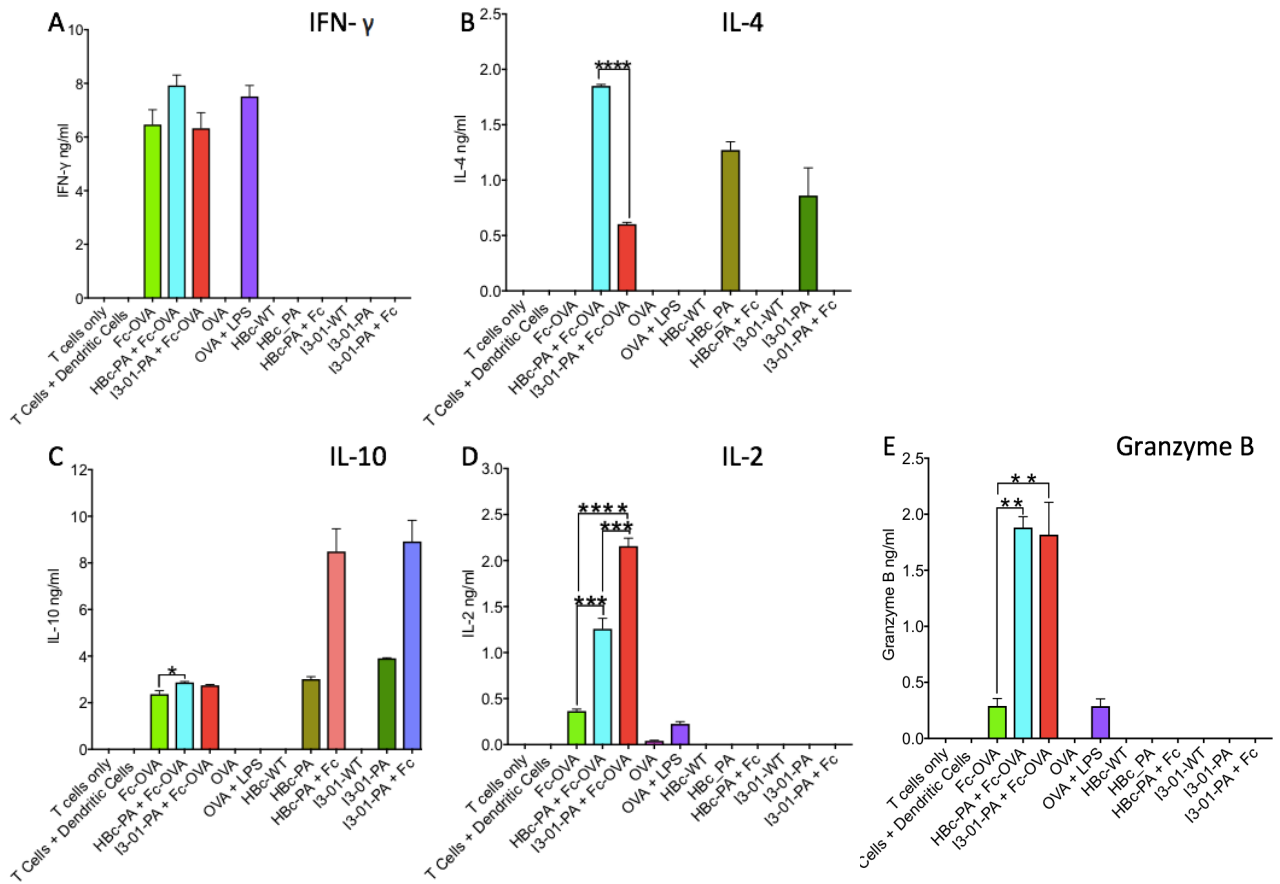 A
IFN- γ
10
8
6
4
2
0
IFN-γ ng/ml
T cells only
T Cells + Dendritic Cells
Fc-OVA
HBc-PA + Fc-OVA
I3-01-PA + Fc-OVA
OVA
OVA + LPS
HBc-WT
HBc_PA
HBc-PA + Fc
I3-01-WT
I3-01-PA
I3-01-PA + Fc
B
IL-4
2.5
2.0
1.5
1.0
0.5
0.0
IL-4 ng/ml
****
T cells only
T Cells + Dendritic Cells
Fc-OVA
HBc-PA + Fc-OVA
I3-01-PA + Fc-OVA
OVA
OVA + LPS
HBc-WT
HBc_PA
HBc-PA + Fc
I3-01-WT
I3-01-PA
I3-01-PA + Fc
C
IL-10
12
10
8
6
4
2
0
IL-10 ng/ml
*
T cells only
T Cells + Dendritic Cells
Fc-OVA
HBc-PA + Fc-OVA
I3-01-PA + Fc-OVA
OVA
OVA + LPS
HBc-WT
HBc-PA
HBc-PA + Fc
I3-01-WT
I3-01-PA
I3-01-PA + Fc
D
IL-2
3.0
2.5
2.0
1.5
1.0
0.5
0.0
IL-2 ng/ml
****
***
***
T cells only
T Cells + Dendritic Cells
Fc-OVA
HBc-PA + Fc-OVA
I3-01-PA + Fc-OVA
OVA
OVA + LPS
HBc-WT
HBc_PA
HBc-PA + Fc
I3-01-WT
I3-01-PA
I3-01-PA + Fc
E
Granzyme B
2.5
2.0
1.5
1.0
0.5
0.0
Granzyme B ng/ml
**
**
T cells only
Cells + Dendritic Cells
Fc-OVA
HBc-PA + Fc-OVA
I3-01-PA + Fc-OVA
OVA
OVA + LPS
HBc-WT
HBc_PA
HBc-PA + Fc
I3-01-WT
I3-01-PA
I3-01-PA + Fc